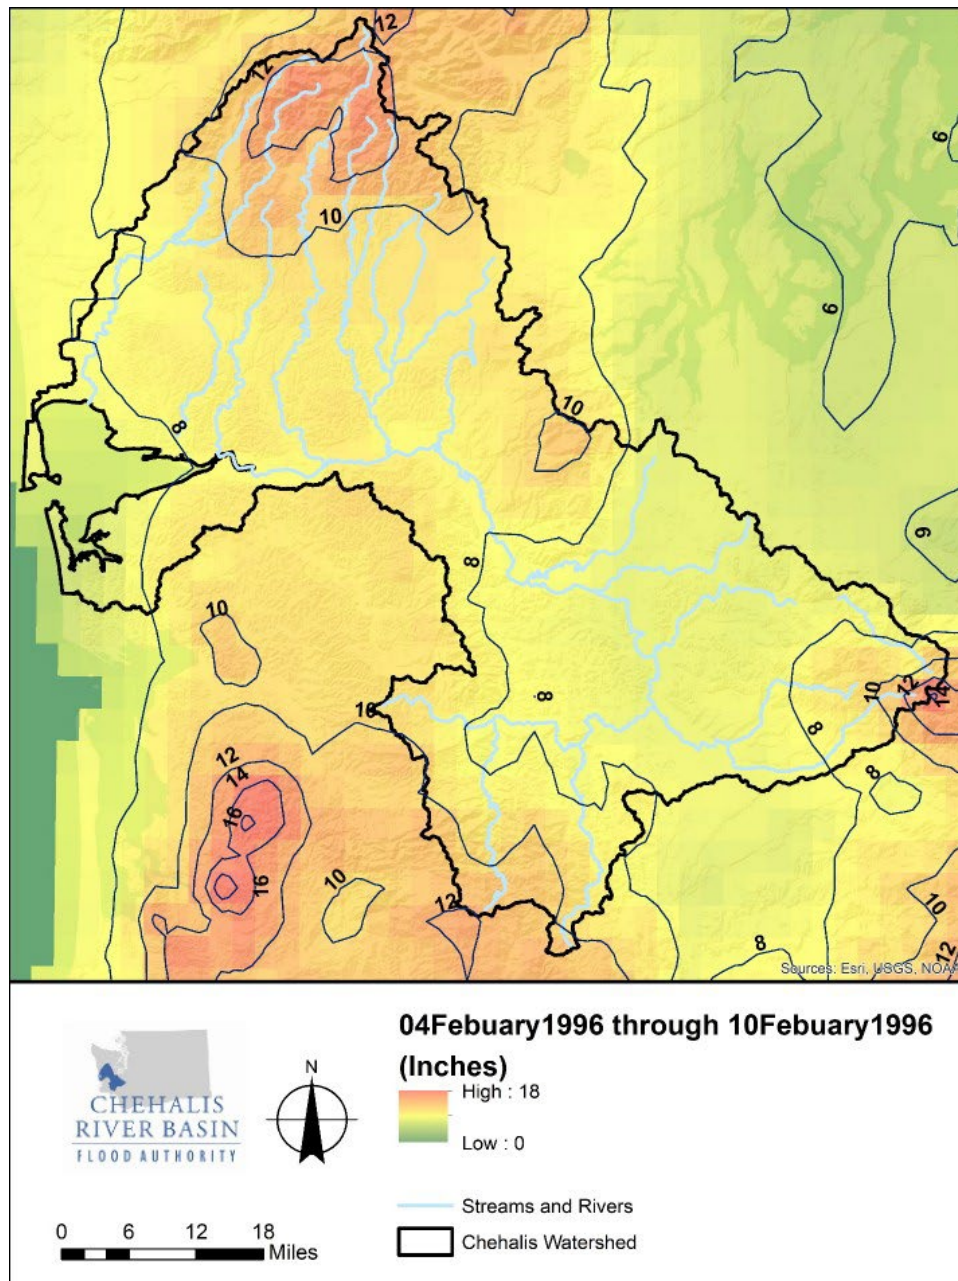 12
12
6
10
6
10
8
6
8
10
8
10
12
14
8
12
14
16
8
16
10
12
10
8
12
Sources: Esri, USGS, NOAA
04Febuary1996 through 10Febuary1996
(Inches)
High : 18
Low : 0
N
CHEHALIS
RIVER BASIN
FLOOD AUTHORITY
Streams and Rivers
Chehalis Watershed
0 6 12 18
Miles